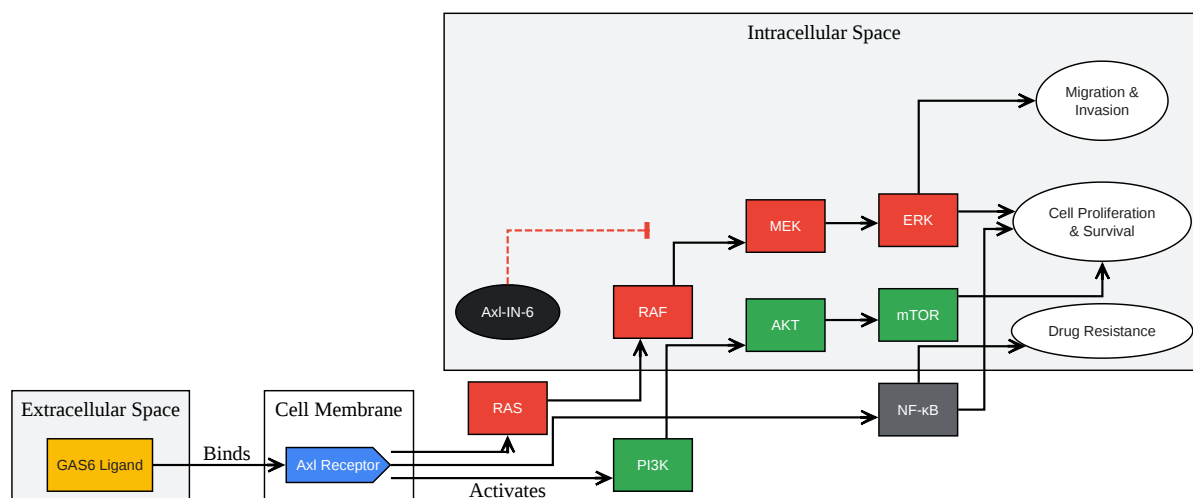 Intracellular Space
Migration &
Invasion
MEK
ERK
Cell Proliferation
& Survival
Axl-IN-6
RAF
AKT
mTOR
Drug Resistance
Extracellular Space
Cell Membrane
RAS
NF-κB
GAS6 Ligand
Binds
Axl Receptor
PI3K
Activates